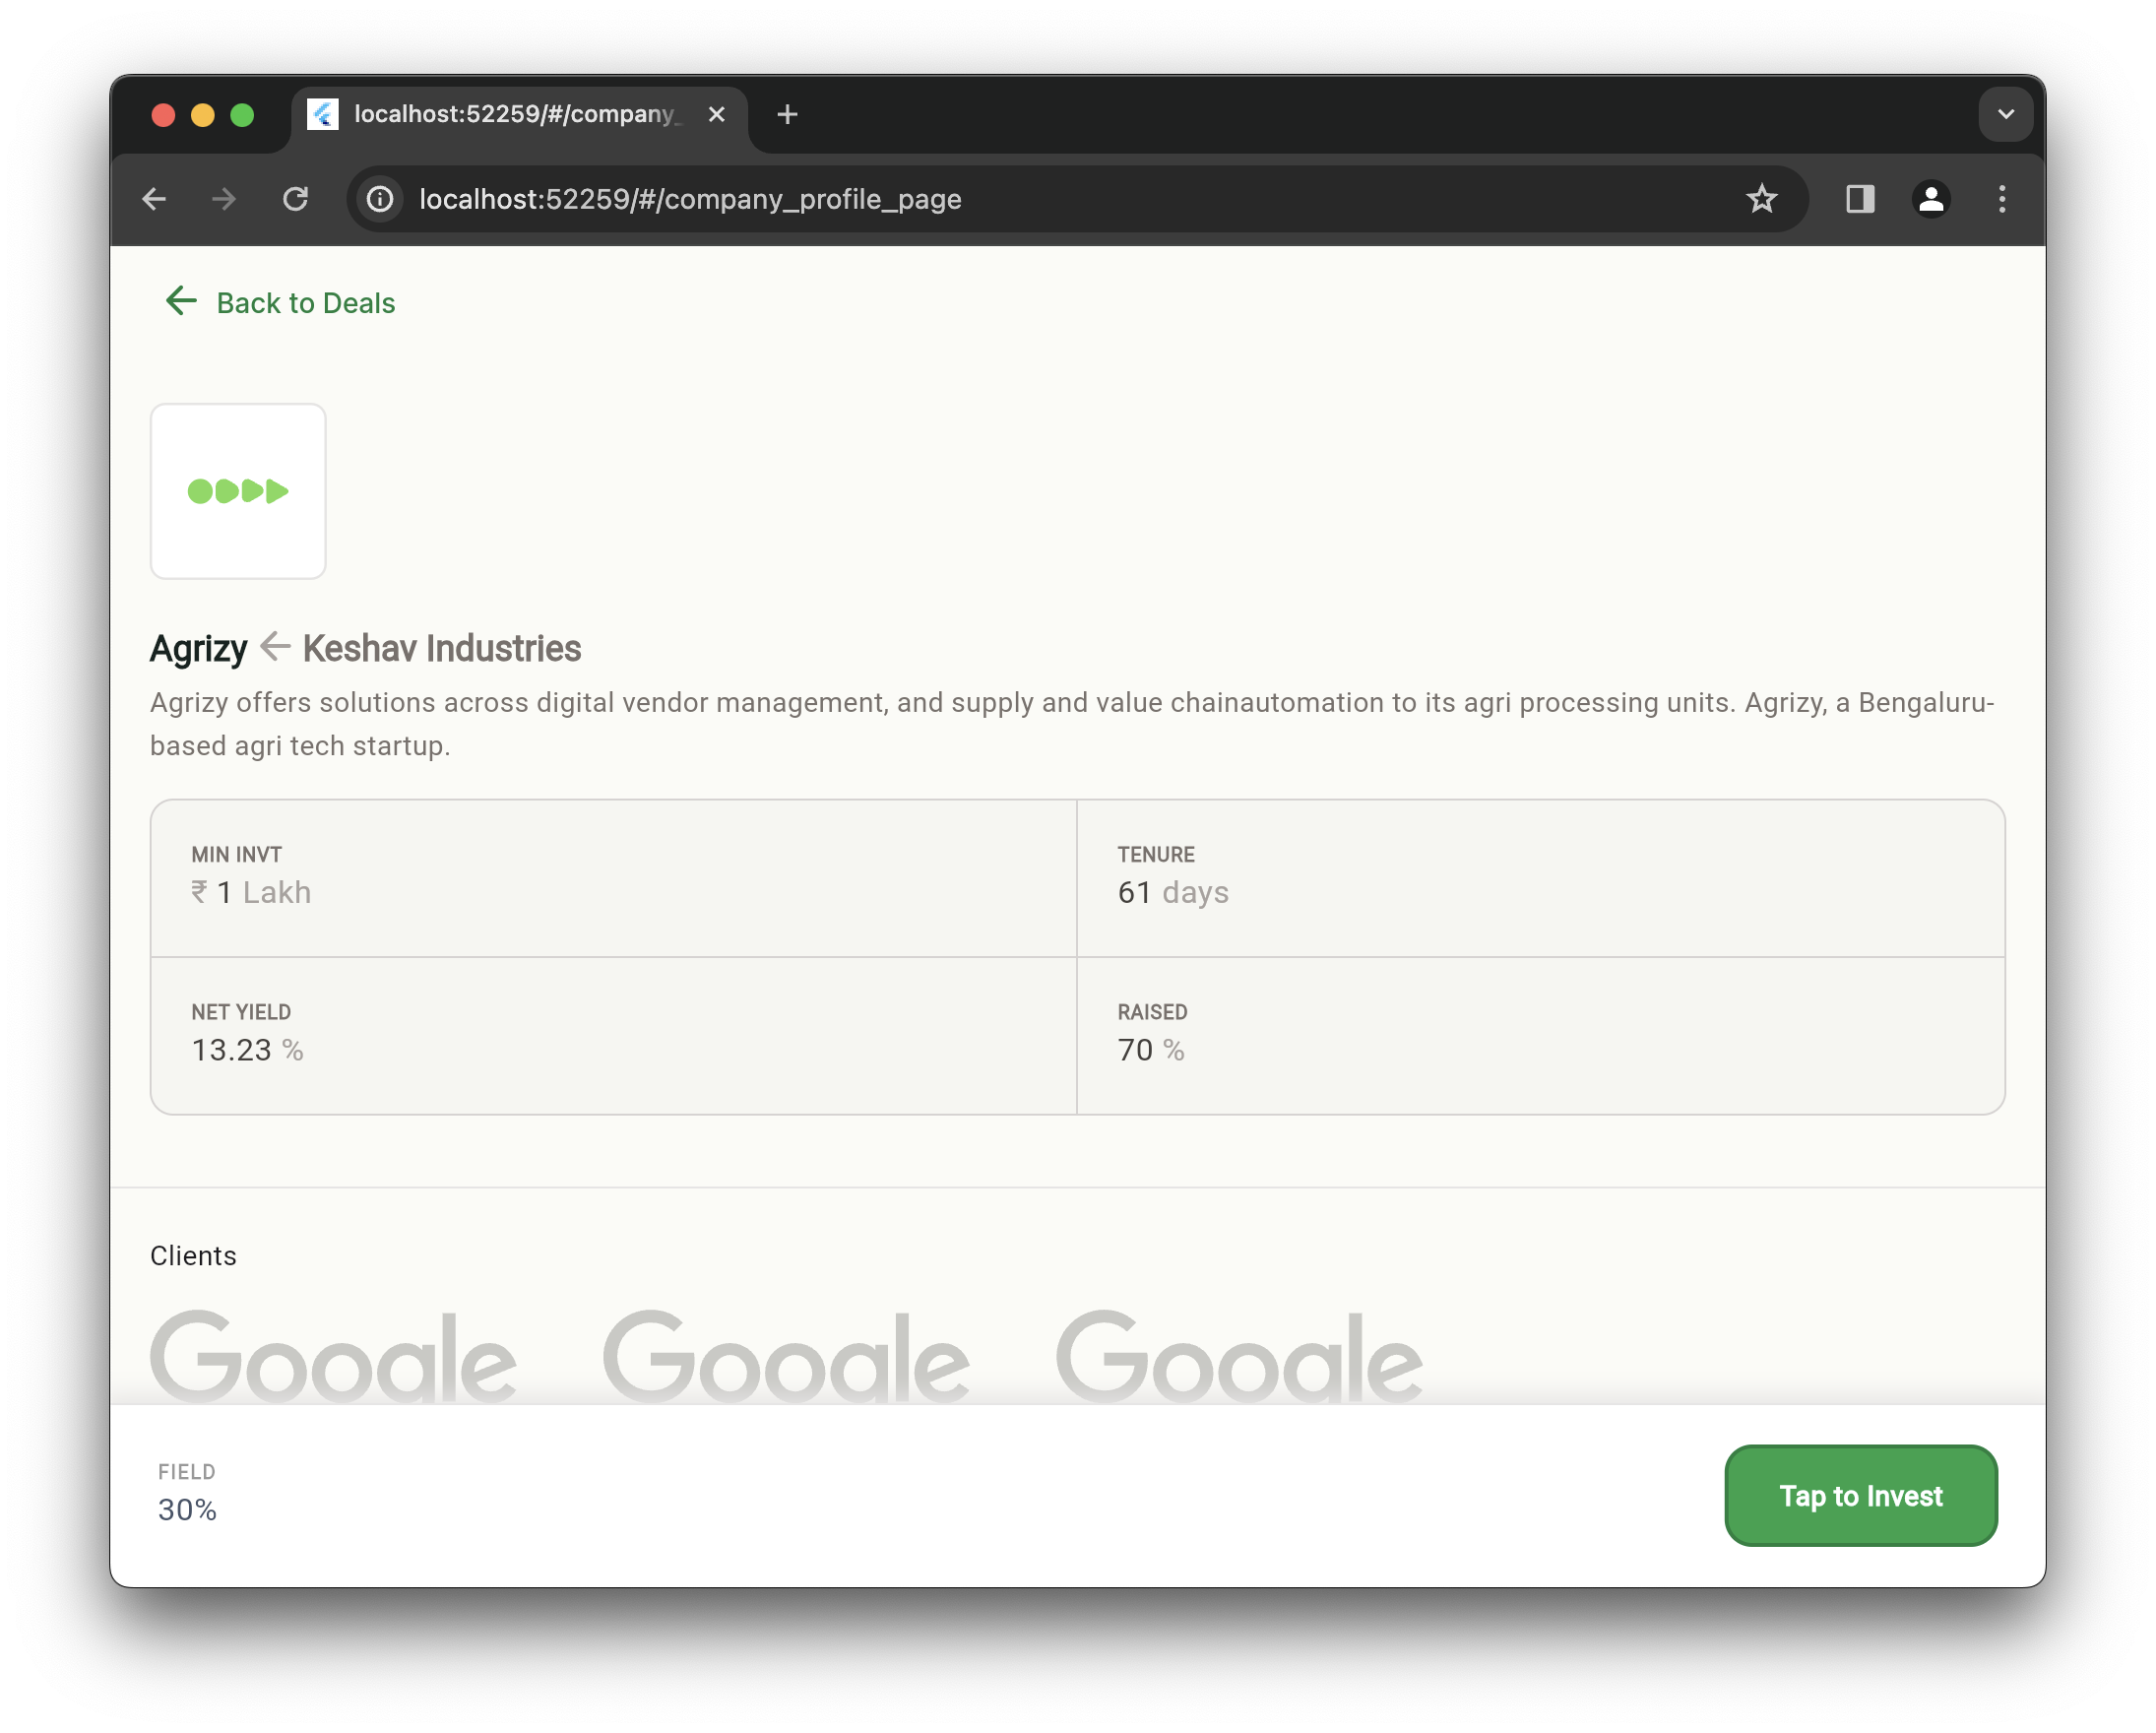 localhost:52259/#/company_
localhost:52259/#/company_profile_page
Back to Deals
Agrizy Keshav Industries
Agrizy offers solutions across digital vendor management, and supply and value chainautomation to its agri processing units. Agrizy, a Bengaluru-
based agri tech startup.
MIN INVT
₹ 1 Lakh
TENURE
61 days
NET YIELD
13.23 %
RAISED
70 %
Clients
Google Google Google
FIELD
30%
Tap to Invest